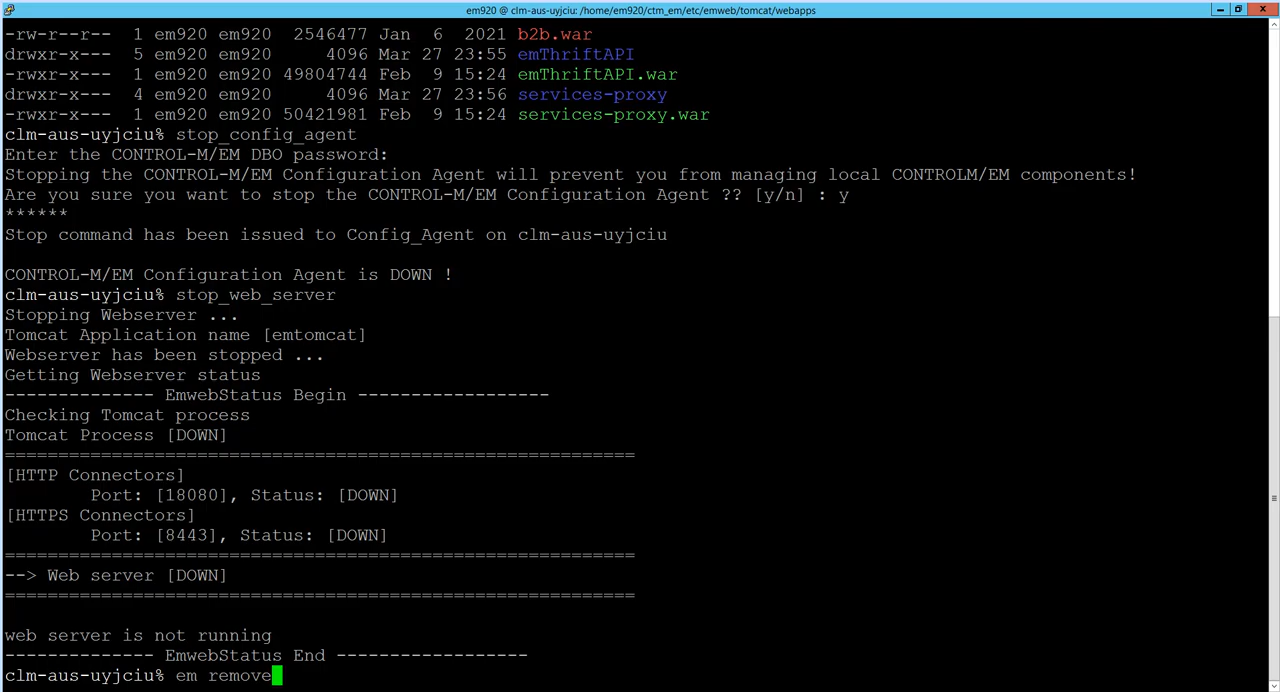 em920 @ clm-aus-uyjciu: /home/em920/ctm_em/etc/emweb/tomcat/webapps
-rw-r--r--  1 em920 em920  2546477 Jan  6  2021 b2b.war
drwxr-x---  5 em920 em920     4096 Mar 27 23:55 emThriftAPI
-rwxr-x---  1 em920 em920 49804744 Feb  9 15:24 emThriftAPI.war
drwxr-x---  4 em920 em920     4096 Mar 27 23:56 services-proxy
-rwxr-x---  1 em920 em920 50421981 Feb  9 15:24 services-proxy.war
clm-aus-uyjciu% stop_config_agent
Enter the CONTROL-M/EM DBO password:
Stopping the CONTROL-M/EM Configuration Agent will prevent you from managing local CONTROLM/EM components!
Are you sure you want to stop the CONTROL-M/EM Configuration Agent ?? [y/n] : y
******
Stop command has been issued to Config_Agent on clm-aus-uyjciu
CONTROL-M/EM Configuration Agent is DOWN !
clm-aus-uyjciu% stop_web_server
Stopping Webserver ...
Tomcat Application name [emtomcat]
Webserver has been stopped ...
Getting Webserver status
-------------- EmwebStatus Begin ------------------
Checking Tomcat process
Tomcat Process [DOWN]
===========================================================
[HTTP Connectors]
        Port: [18080], Status: [DOWN]
[HTTPS Connectors]
        Port: [8443], Status: [DOWN]
===========================================================
--> Web server [DOWN]
===========================================================
web server is not running
-------------- EmwebStatus End ------------------
clm-aus-uyjciu% em remove